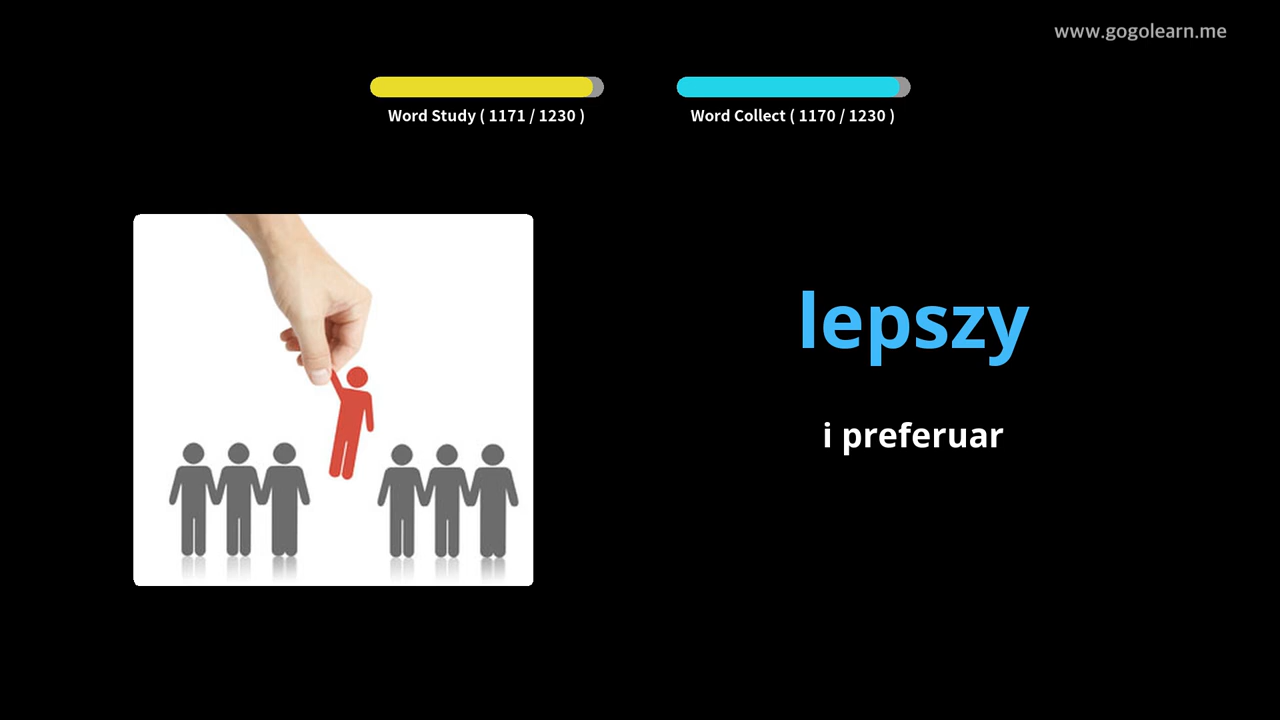 www.gogolearn.me
Word Study ( 1171 / 1230 )
Word Collect ( 1170 / 1230 )
lepszy
i preferuar